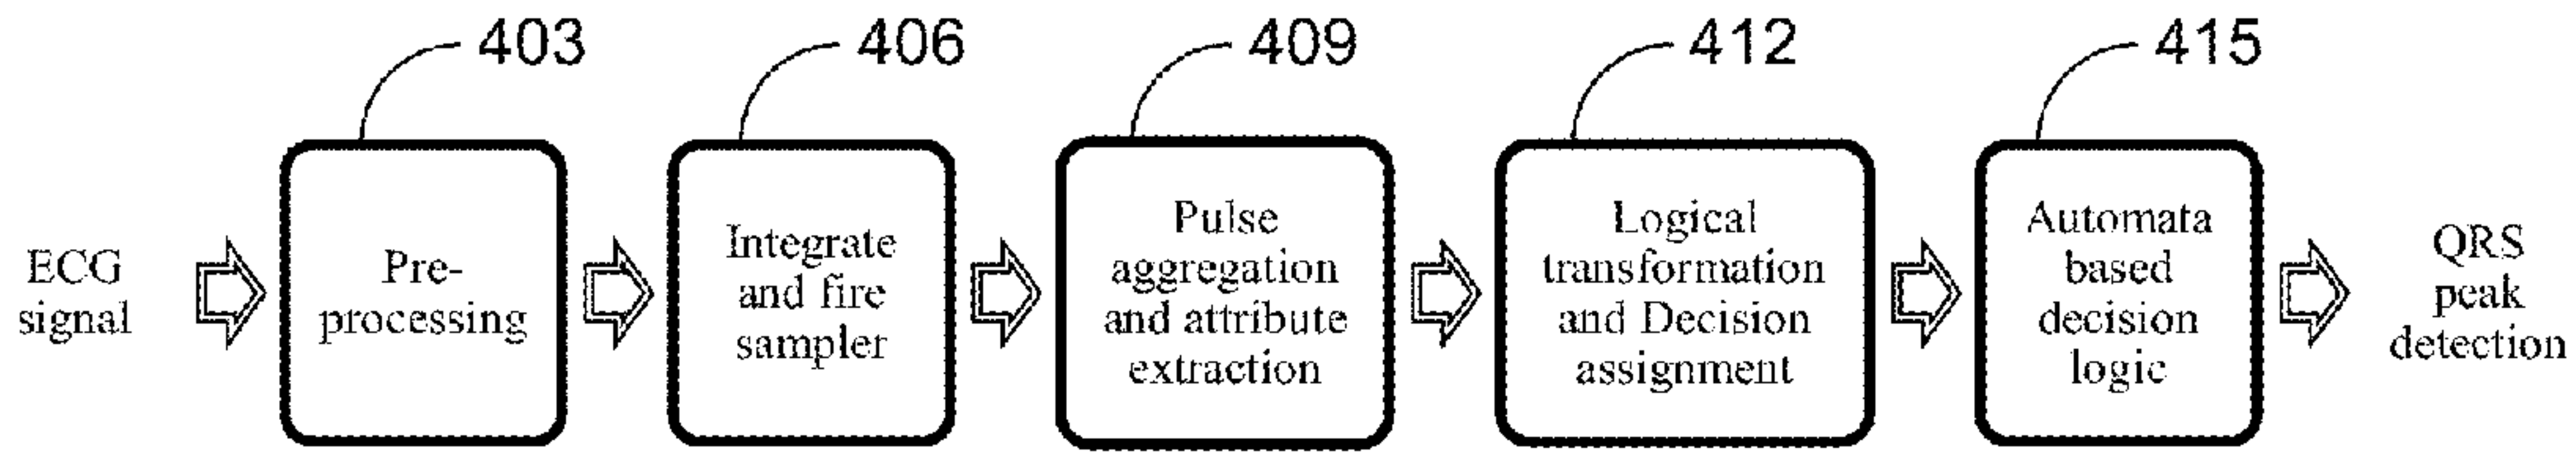 403
406
409
412
415
ECG
signal
Pre-
processing
Integrate
and fire
sampler
Pulse
aggregation
and attribute
extraction
Logical
transformation
and Decision
assignment
Automata
based
decision
logic
QRS
peak
detection